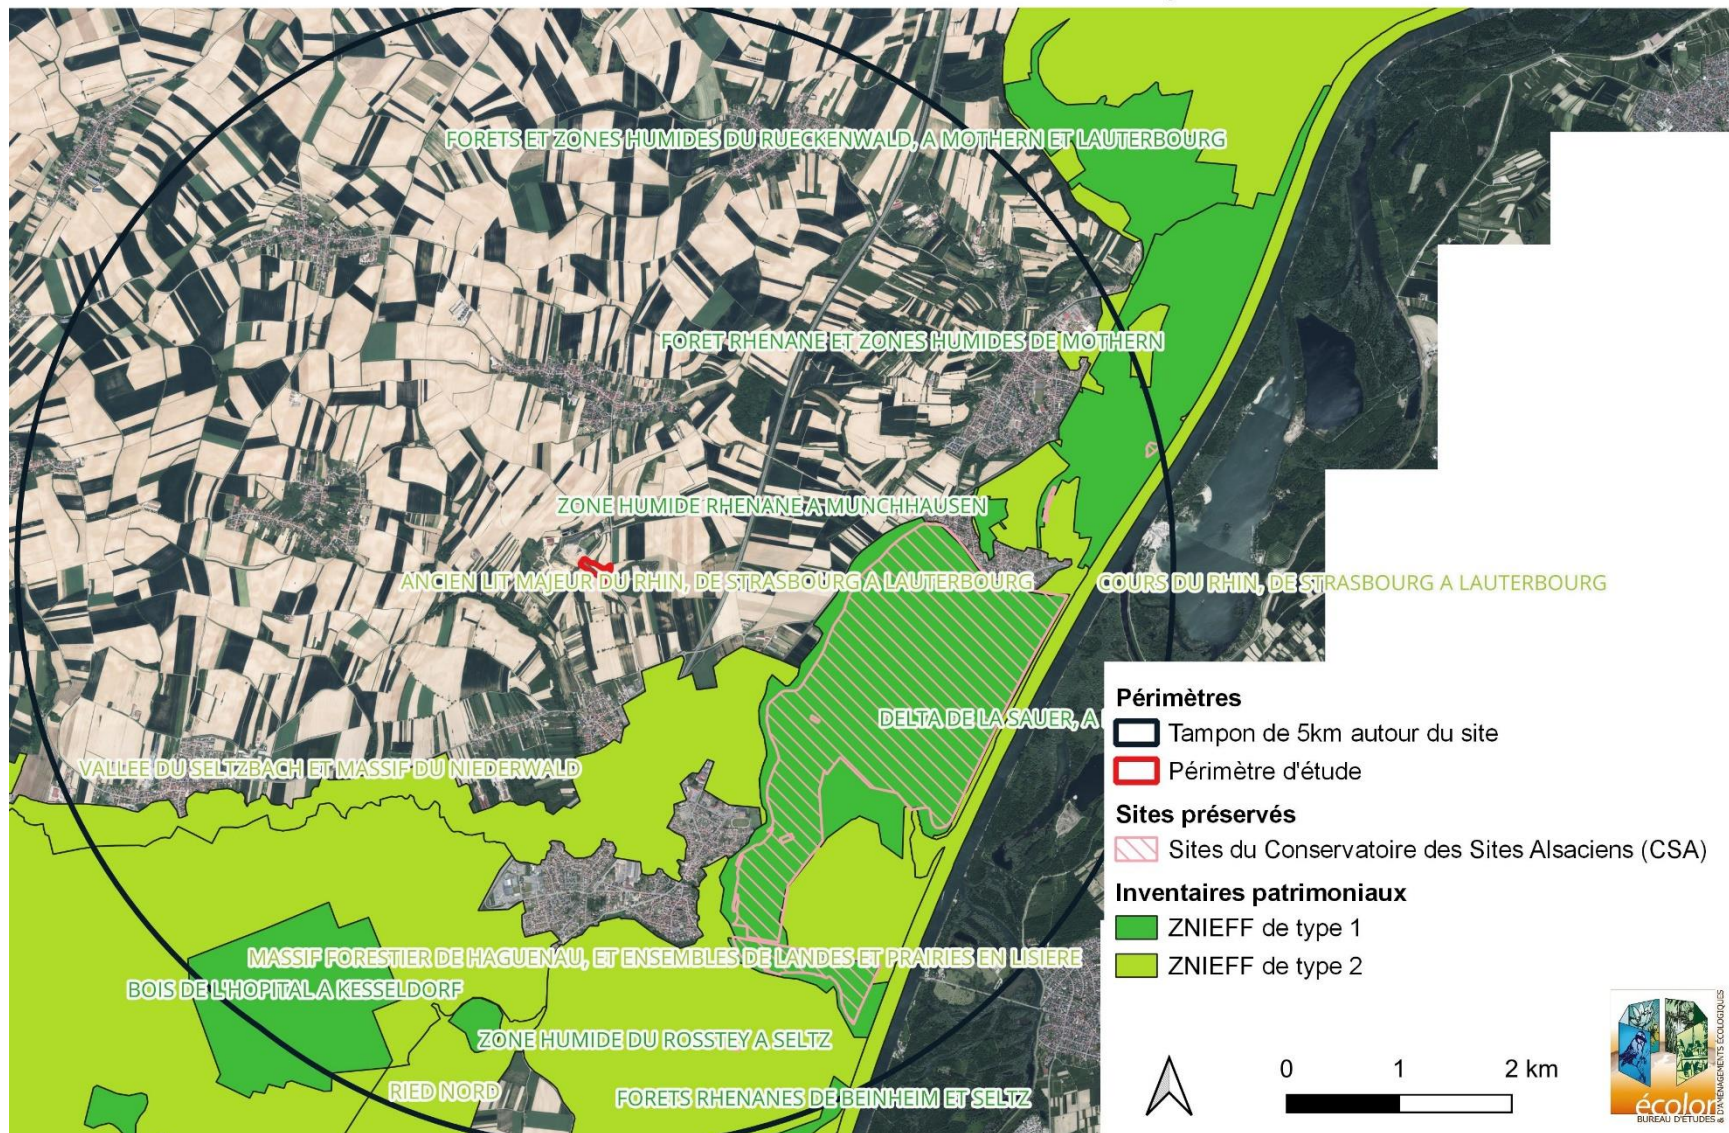 FORETS ET ZONES HUMIDES DU RUECKENWALD, A MOTHERN ET LAUTERBOURG
FORET RHENANE ET ZONES HUMIDES DE MOTHERN
ZONE HUMIDE RHENANE A MUNCHHAUSEN
ANCIEN LIT MAJEUR DU RHIN, DE STRASBOURG A LAUTERBOURG
COURS DU RHIN, DE STRASBOURG A LAUTERBOURG
DELTA DE LA SAUER, A
VALLEE DU SELTZBACH ET MASSIF DU NIEDERWALD
MASSIF FORESTIER DE HAGUENAU, ET ENSEMBLES DE LANDES ET PRAIRIES EN LISIERE
BOIS DE L'HOPITAL A KESSELDORF
ZONE HUMIDE DU ROSSTEY A SELTZ
RIED NORD
FORETS RHENANES DE BEINHEIM ET SELTZ
Périmètres
Tampon de 5km autour du site
Périmètre d'étude
Sites préservés
Sites du Conservatoire des Sites Alsaciens (CSA)
Inventaires patrimoniaux
ZNIEFF de type 1
ZNIEFF de type 2
0 1 2 km
écolor
BUREAU D'ETUDES
& D'AMÉNAGEMENTS ÉCOLOGIQUES